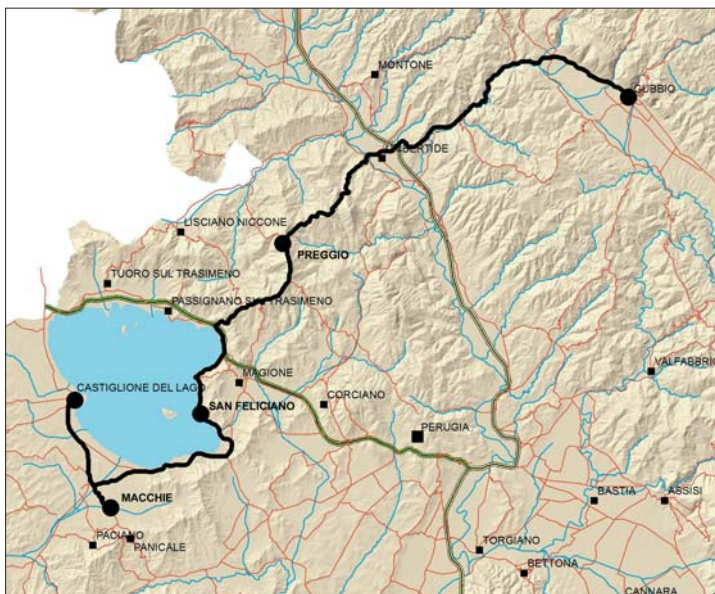 MONTONE
GUBBIO
UMBERTIDE
LISCIANO NICCONE
PREGGIO
TUORO SUL TRASIMENO
PASSIGNANO SUL TRASIMENO
VALFABBRIC
MAGIONE
CASTIGLIONE DEL LAGO
CORCIANO
SAN FELICIANO
PERUGIA
BASTIA
ASSISI
MACCHIE
PACIANO
PANICALE
TORGIANO
BETTONA
CANNARA